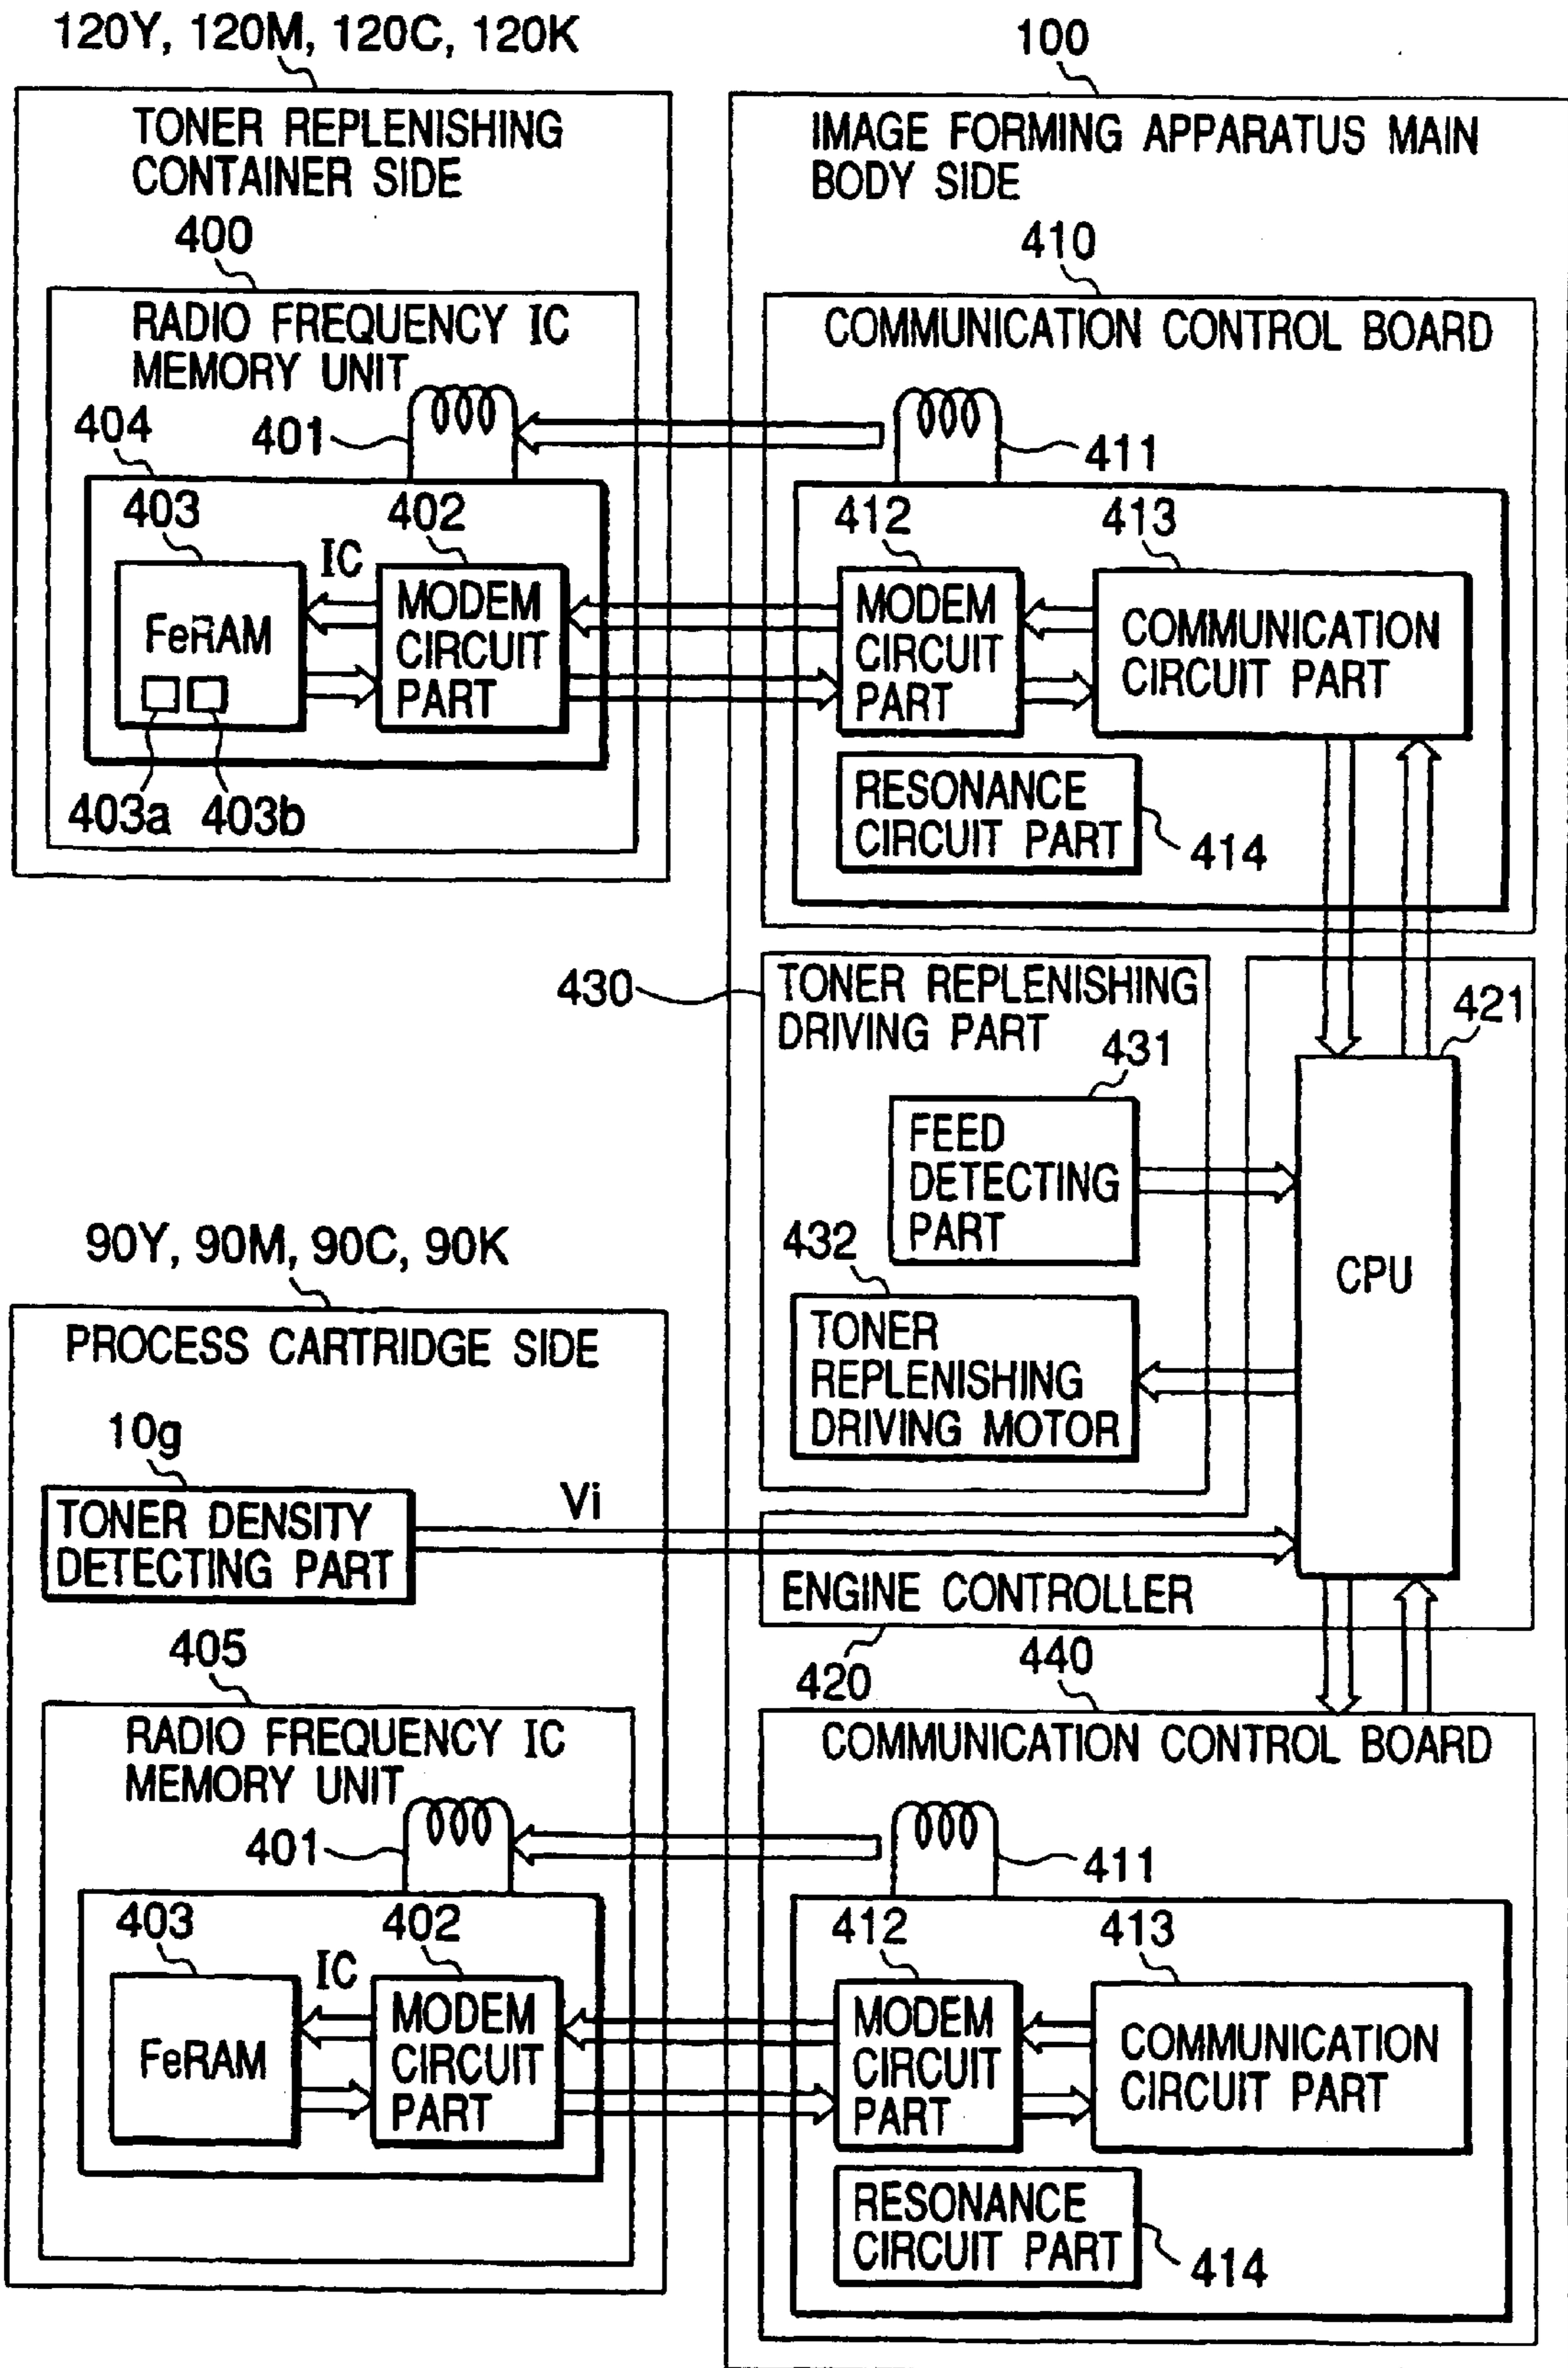 120Y, 120M, 120C, 120K
TONER REPLENISHING
CONTAINER SIDE
400
RADIO FREQUENCY IC
MEMORY UNIT
404
401
403
402
IC
FeRAM
MODEM
CIRCUIT
PART
403a
403b
100
IMAGE FORMING APPARATUS MAIN
BODY SIDE
410
COMMUNICATION CONTROL BOARD
411
412
413
MODEM
CIRCUIT
PART
COMMUNICATION
CIRCUIT PART
RESONANCE
CIRCUIT PART
414
430
TONER REPLENISHING
DRIVING PART
431
FEED
DETECTING
PART
432
TONER
REPLENISHING
DRIVING MOTOR
421
CPU
ENGINE CONTROLLER
420
90Y, 90M, 90C, 90K
PROCESS CARTRIDGE SIDE
10g
TONER DENSITY
DETECTING PART
Vi
405
RADIO FREQUENCY IC
MEMORY UNIT
401
403
402
IC
FeRAM
MODEM
CIRCUIT
PART
440
COMMUNICATION CONTROL BOARD
411
412
413
MODEM
CIRCUIT
PART
COMMUNICATION
CIRCUIT PART
RESONANCE
CIRCUIT PART
414